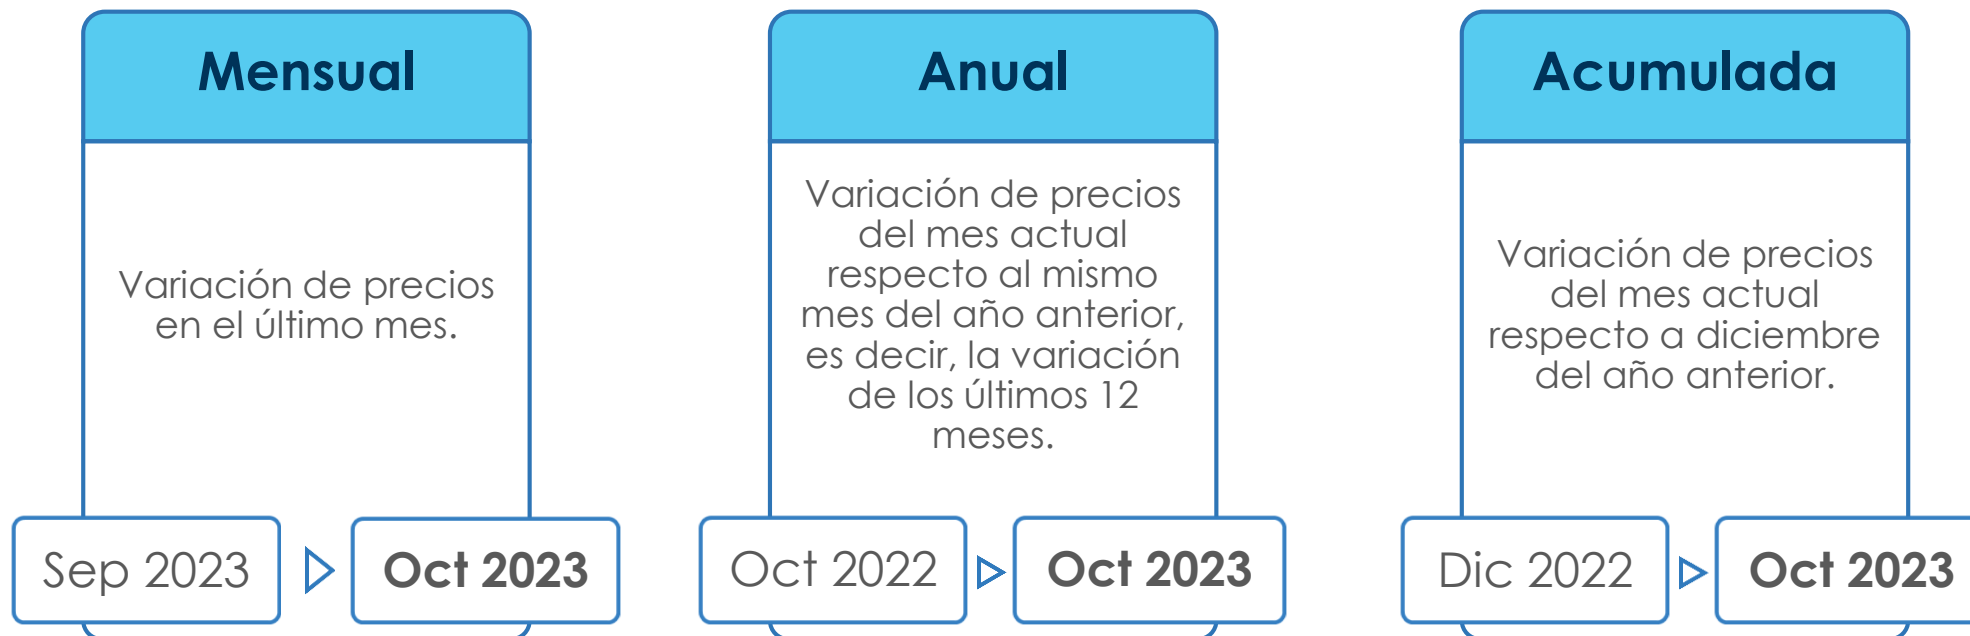 Mensual
Variación de precios
en el último mes.
Sep 2023
Oct 2023
Anual
Variación de precios
del mes actual
respecto al mismo
mes del año anterior,
es decir, la variación
de los últimos 12
meses.
Oct 2022
Oct 2023
Acumulada
Variación de precios
del mes actual
respecto a diciembre
del año anterior.
Dic 2022
Oct 2023